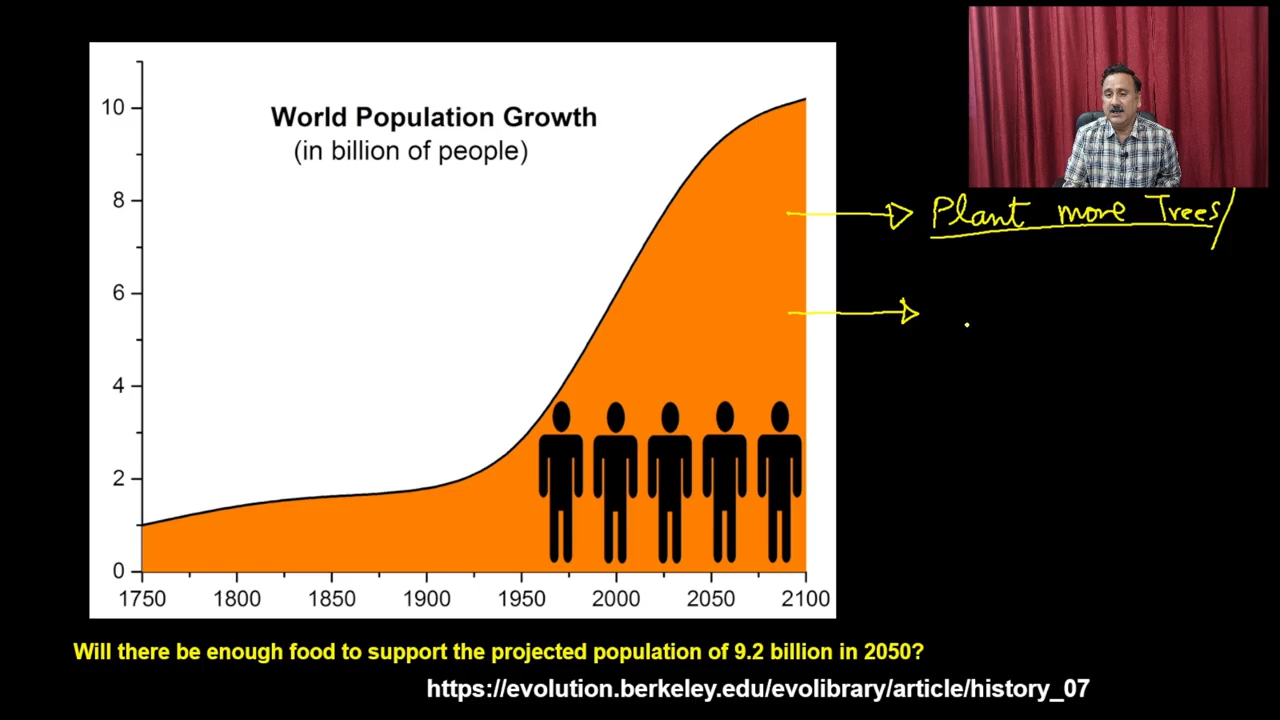 World Population Growth
(in billion of people)
10
8
6
4
2
0
1750 1800 1850 1900 1950 2000 2050 2100
Plant more Trees/
Will there be enough food to support the projected population of 9.2 billion in 2050?
https://evolution.berkeley.edu/evolibrary/article/history_07